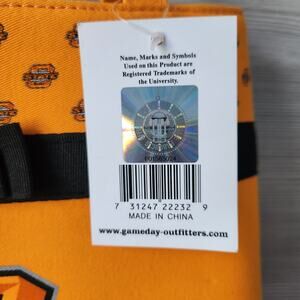 Name, Marks and Symbols
Used on this Product are
Registered Trademarks of
the University.
7 31247 22232 9
MADE IN CHINA
www.gameday-outfitters.com